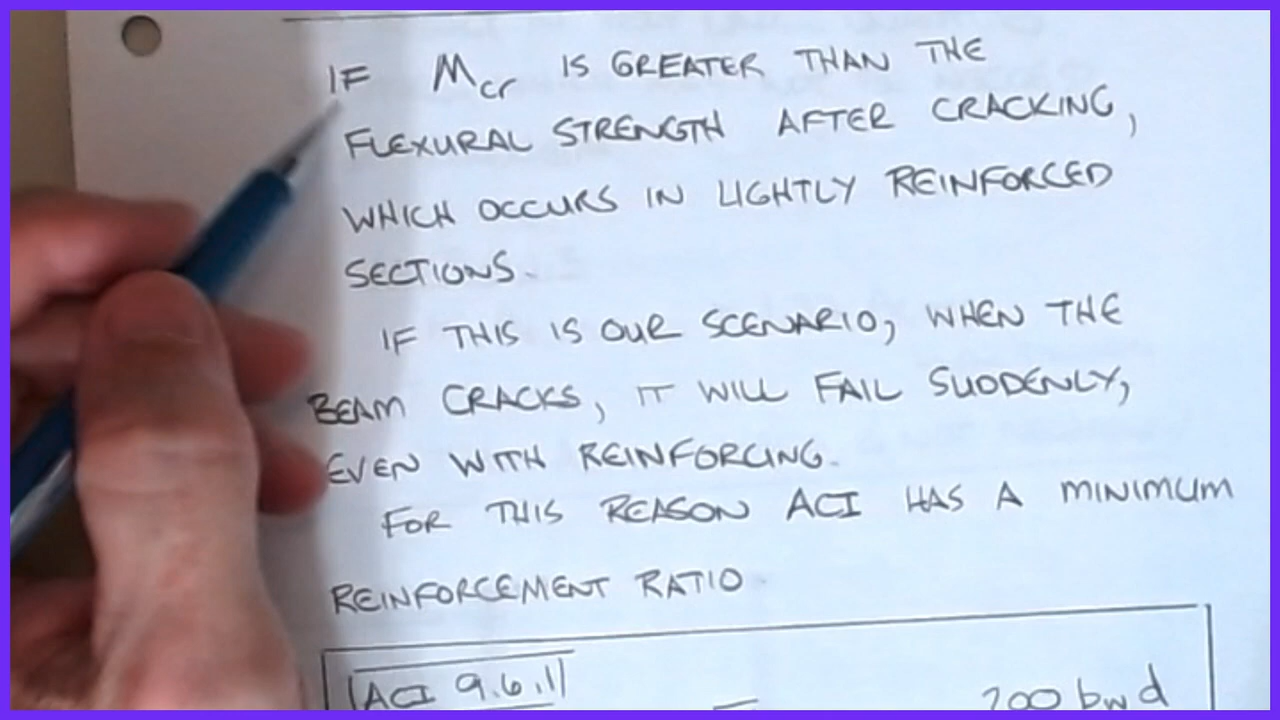 IF Mcr IS GREATER THAN THE
FLEXURAL STRENGTH AFTER CRACKING,
WHICH OCCURS IN LIGHTLY REINFORCED
SECTIONS.
IF THIS IS OUR SCENARIO, WHEN THE
BEAM CRACKS, IT WILL FAIL SUDDENLY,
EVEN WITH REINFORCING.
FOR THIS REASON ACI HAS A MINIMUM
REINFORCEMENT RATIO.
ACI 9.6.1
200 bwd